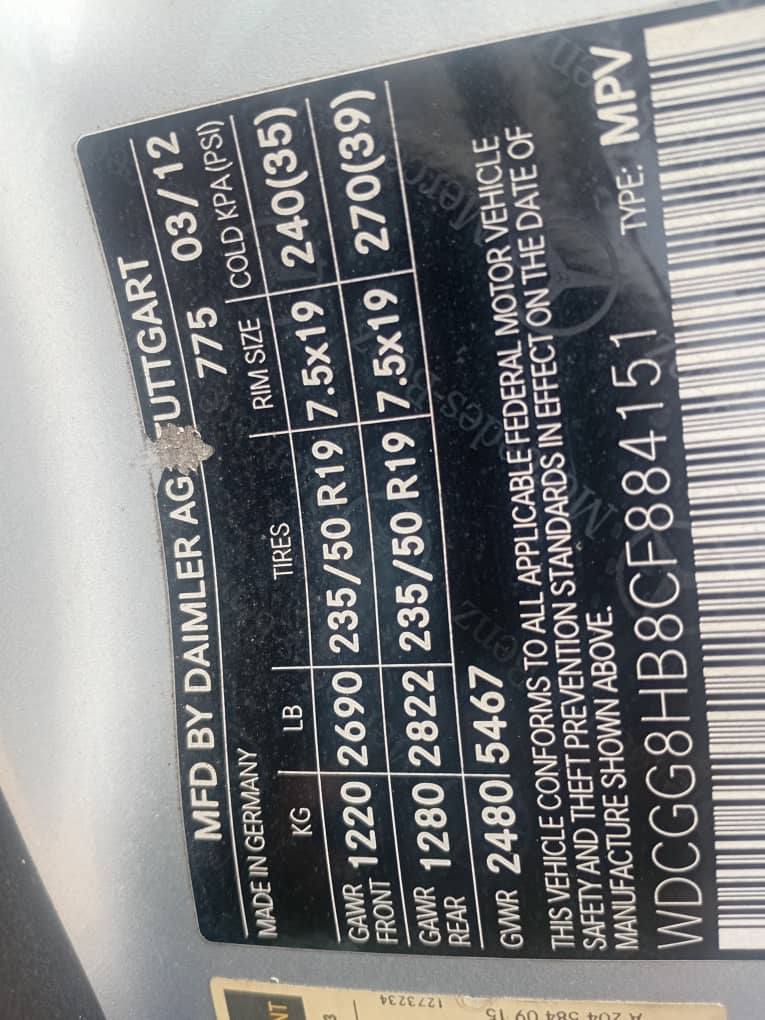 MFD BY DAIMLER AG TUTTGART
MADE IN GERMANY 775 03/12
KG LB TIRES RIM SIZE COLD KPA(PSI)
GAWR FRONT 1220 2690 235/50 R19 7.5x19 240(35)
GAWR REAR 1280 2822 235/50 R19 7.5x19 270(39)
GVWR 2480 5467
THIS VEHICLE CONFORMS TO ALL APPLICABLE FEDERAL MOTOR VEHICLE
SAFETY AND THEFT PREVENTION STANDARDS IN EFFECT ON THE DATE OF
MANUFACTURE SHOWN ABOVE.
TYPE: MPV
WDCGG8HB8CF884151
1273234
A 204 584 09 15